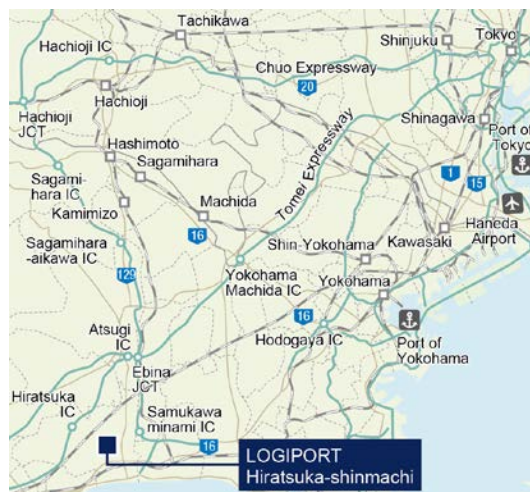 Tachikawa
Hachioji IC
Shinjuku
Tokyo
Chuo Expressway
20
Hachioji
Hachioji
JCT
Shinagawa
Port of
Tokyo
Hashimoto
Sagamihara
Tomei Expressway
1
15
Sagami-
hara IC
Kamimizo
Machida
Haneda
Airport
16
Kawasaki
Sagamihara
-aikawa IC
Shin-Yokohama
129
Yokohama
Machida IC
Yokohama
16
Atsugi
IC
Hodogaya IC
Port of
Yokohama
Ebina
JCT
Hiratsuka
IC
Samukawa
minami IC
16
LOGIPORT
Hiratsuka-shinmachi